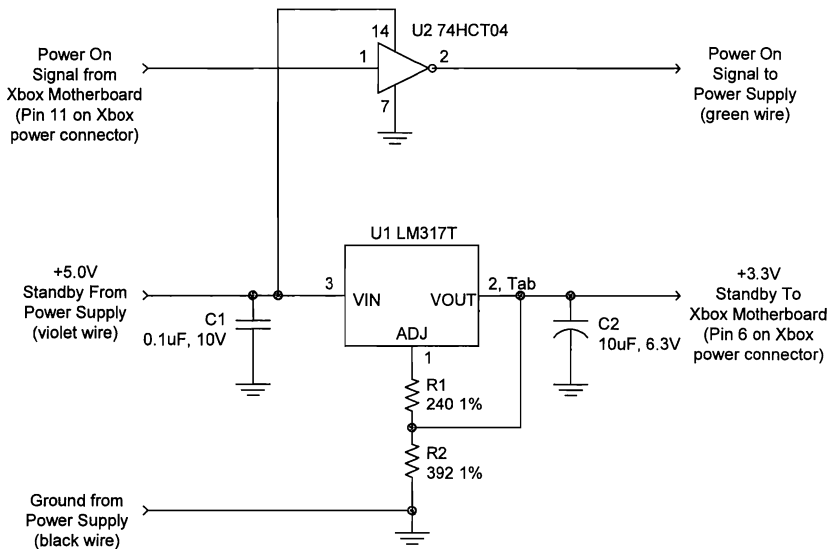 14
U2 74HCT04
1
2
7
Power On
Signal from
Xbox Motherboard
(Pin 11 on Xbox
power connector)
Power On
Signal to
Power Supply
(green wire)
U1 LM317T
+5.0V
Standby From
Power Supply
(violet wire)
3
VIN
VOUT
2, Tab
ADJ
1
C1
0.1uF, 10V
C2
10uF, 6.3V
+3.3V
Standby To
Xbox Motherboard
(Pin 6 on Xbox
power connector)
R1
240 1%
R2
392 1%
Ground from
Power Supply
(black wire)